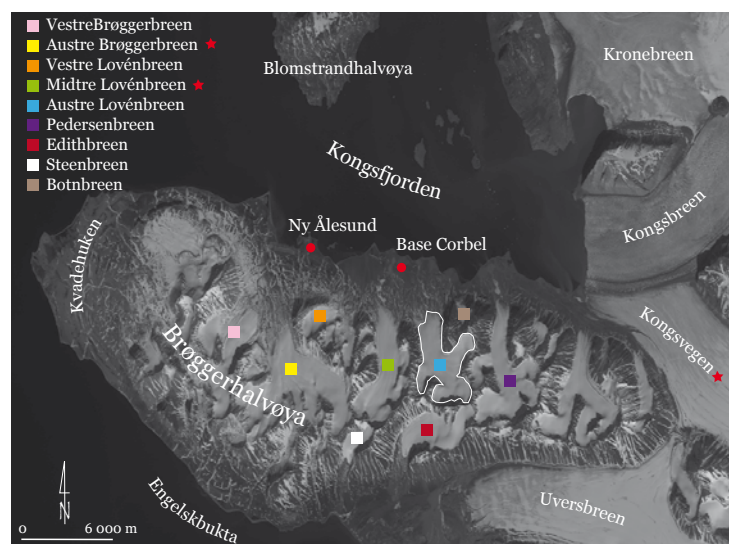 VestreBrøggerbreen
Austre Brøggerbreen
Vestre Lovénbreen
Midtre Lovénbreen
Austre Lovénbreen
Pedersenbreen
Edithbreen
Steenbreen
Botnbreen
Blomstrandhalvøya
Kronebreen
Kongsfjorden
Kongsbreen
Ny Ålesund
Base Corbel
Kvadehuken
Kongsvegen
Brøggerhalvøya
Engelskbukta
Uversbreen
N
0 6 000 m